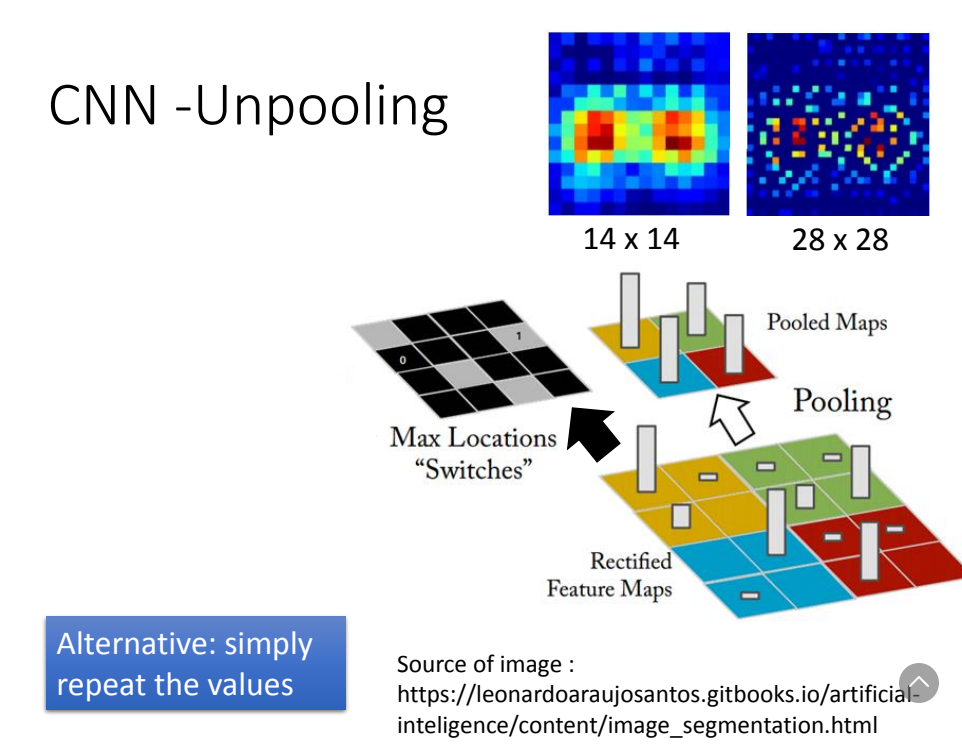 CNN -Unpooling
14 x 14
28 x 28
Pooled Maps
Pooling
0
1
Max Locations
“Switches”
Rectified
Feature Maps
Alternative: simply
repeat the values
Source of image :
https://leonardoaraujosantos.gitbooks.io/artificial-
inteligence/content/image_segmentation.html